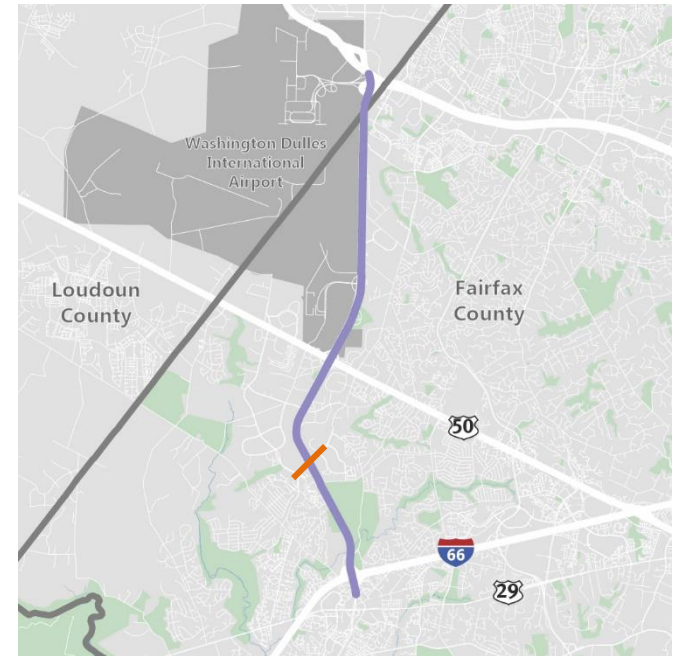 Washington Dulles
International
Airport
Loudoun
County
Fairfax
County
50
66
29